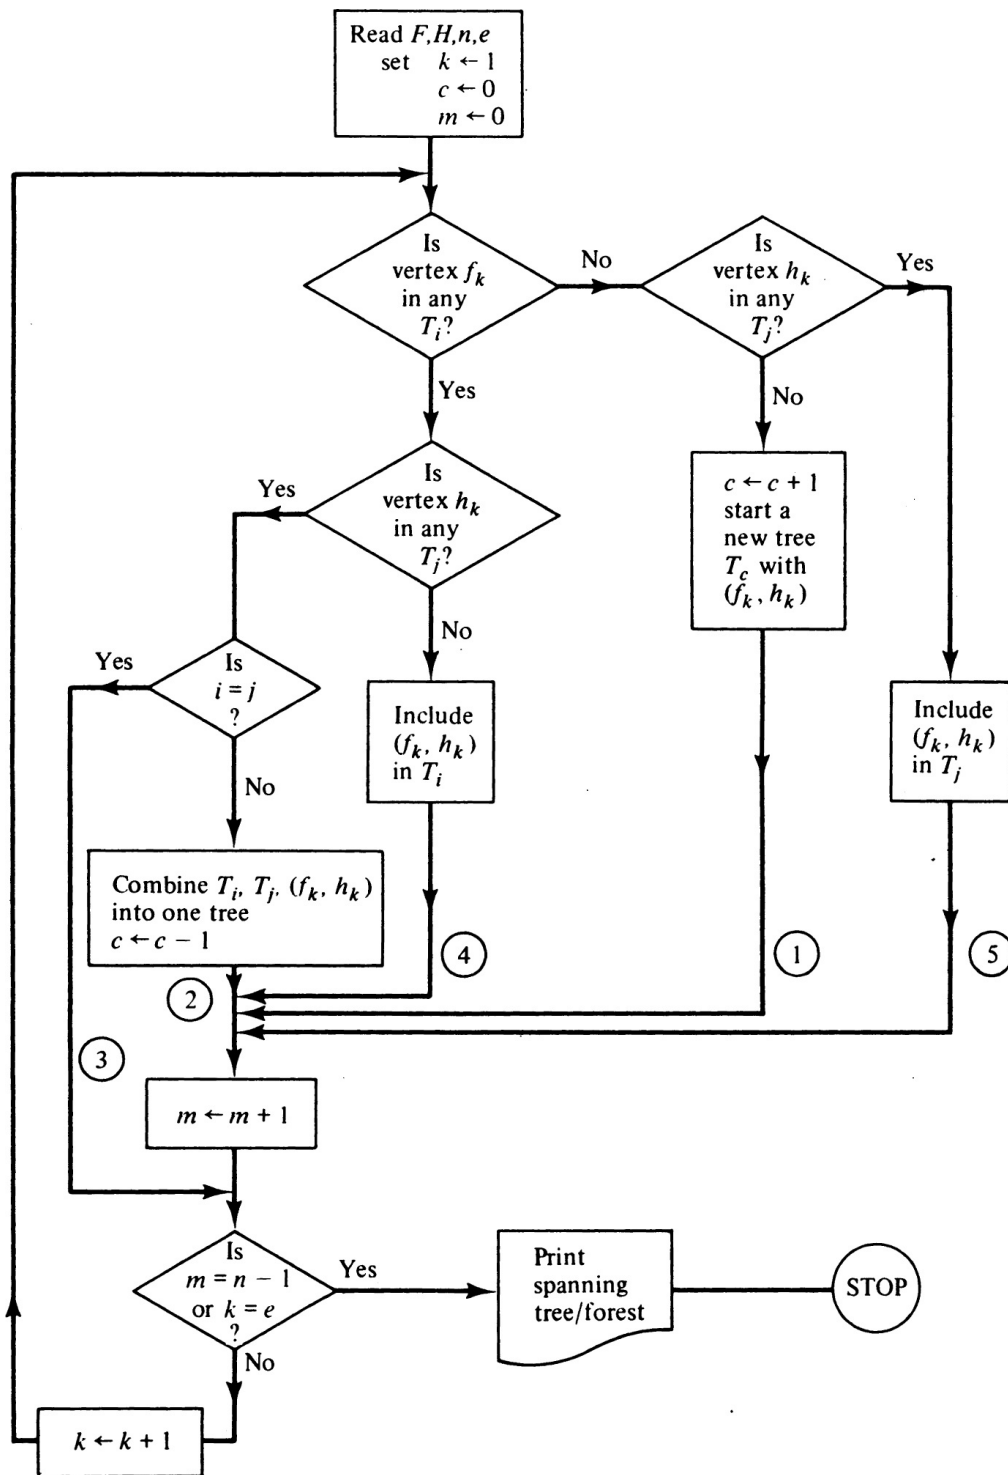 Read F,H,n,e
set k ← 1
c ← 0
m ← 0
Is
vertex f_k
in any
T_i?
No
Is
vertex h_k
in any
T_j?
Yes
Yes
No
Is
vertex h_k
in any
T_j?
Yes
c ← c + 1
start a
new tree
T_c with
(f_k, h_k)
No
Is
i = j
?
Yes
Include
(f_k, h_k)
in T_i
Include
(f_k, h_k)
in T_j
No
Combine T_i, T_j, (f_k, h_k)
into one tree
c ← c − 1
4
1
5
2
3
m ← m + 1
Is
m = n − 1
or k = e
?
Yes
Print
spanning
tree/forest
STOP
No
k ← k + 1